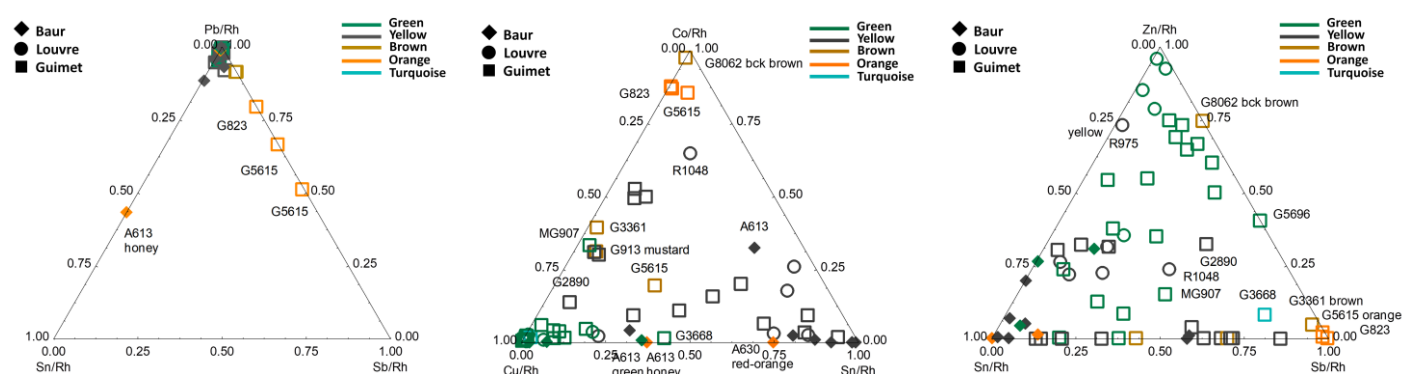 Baur
Louvre
Guimet
Green
Yellow
Brown
Orange
Turquoise
Pb/Rh
0.00 1.00
0.25
0.75
G823
G5615
0.50
0.50
G5615
A613
honey
0.75
0.25
1.00
0.00
0.00
0.25
0.50
0.75
1.00
Sn/Rh
Sb/Rh
Baur
Louvre
Guimet
Green
Yellow
Brown
Orange
Turquoise
Co/Rh
0.00 1.00
G8062 bck brown
G823
G5615
0.25
0.75
R1048
0.50
0.50
MG907
G3361
A613
G913 mustard
0.75
G5615
0.25
G2890
G3668
1.00
0.00
0.00
0.25
0.50
0.75
1.00
A613
A613
green honey
A630
red-orange
Cu/Rh
Sn/Rh
Baur
Louvre
Guimet
Green
Yellow
Brown
Orange
Turquoise
Zn/Rh
0.00 1.00
G8062 bck brown
0.25
0.75
yellow
R975
0.50
0.50
G5696
0.75
G2890
0.25
R1048
MG907
G3668
G3361 brown
G5615 orange
G823
1.00
0.00
0.00
0.25
0.50
0.75
1.00
Sn/Rh
Sb/Rh